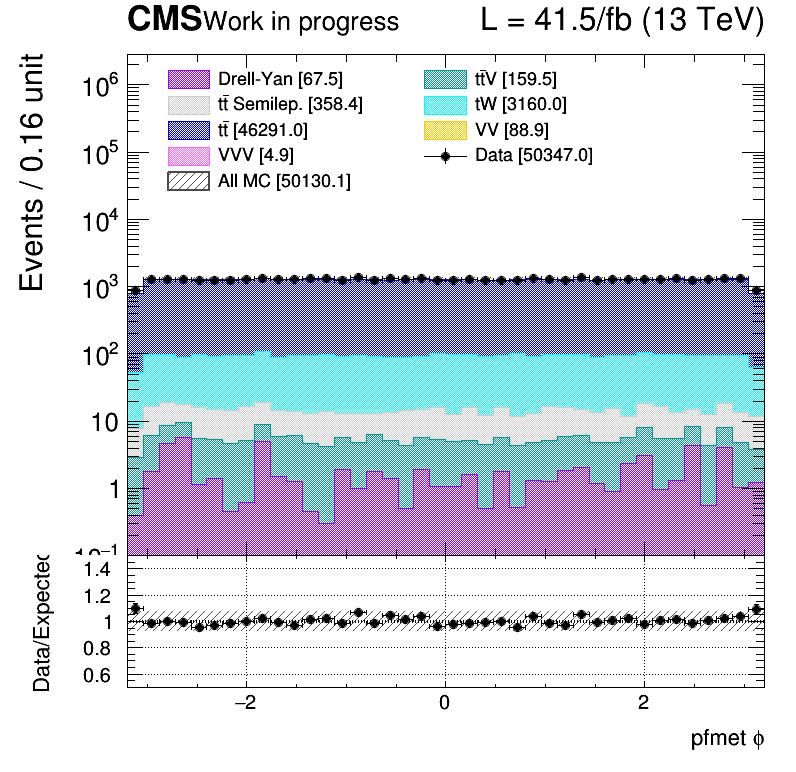 CMS Work in progress L = 41.5/fb (13 TeV)
Events / 0.16 unit
Drell-Yan [67.5]
tt̄V [159.5]
tt̄ Semilep. [358.4]
tW [3160.0]
tt̄ [46291.0]
VV [88.9]
VVV [4.9]
Data [50347.0]
All MC [50130.1]
10⁶
10⁵
10⁴
10³
10²
10
1
10⁻¹
Data/Expected
1.4
1.2
1
0.8
0.6
−2 0 2
pfmet ϕ